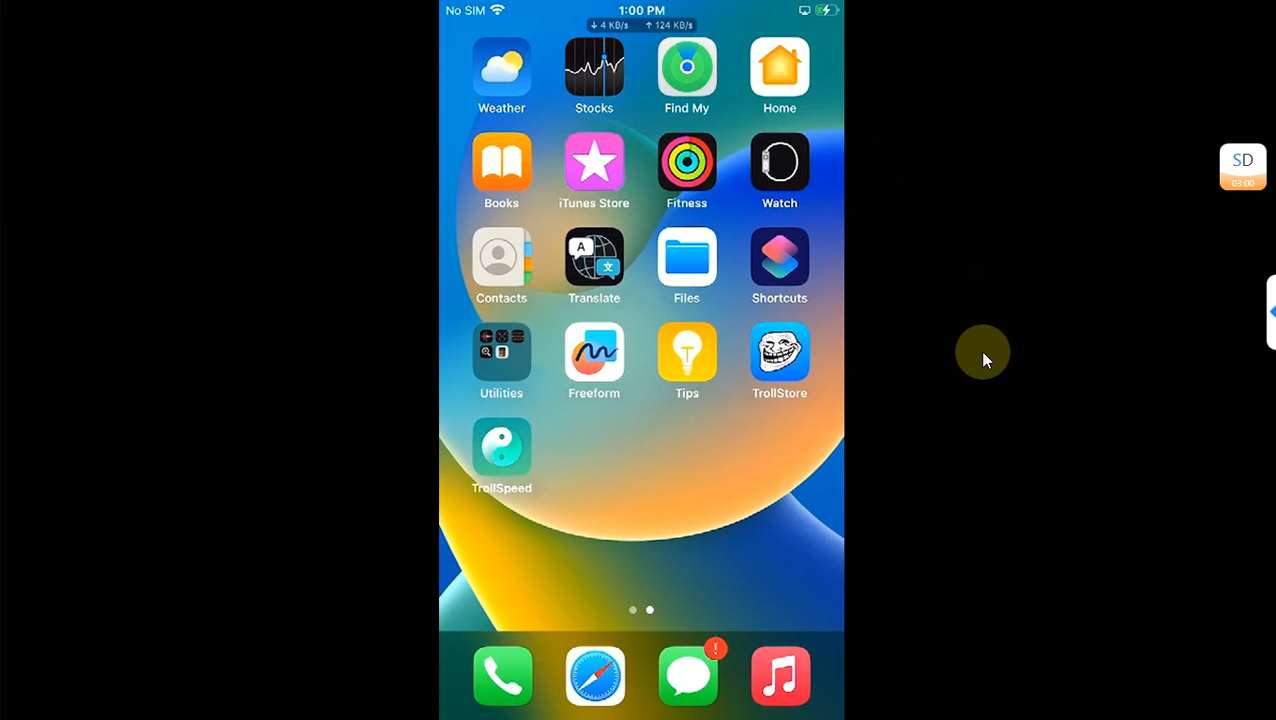 No SIM 1:00 PM
↓ 4 KB/s ↑ 124 KB/s
Weather Stocks Find My Home
Books iTunes Store Fitness Watch
A
文
Contacts Translate Files Shortcuts
T
Utilities Freeform Tips TrollStore
TrollSpeed
!
SD
03:00